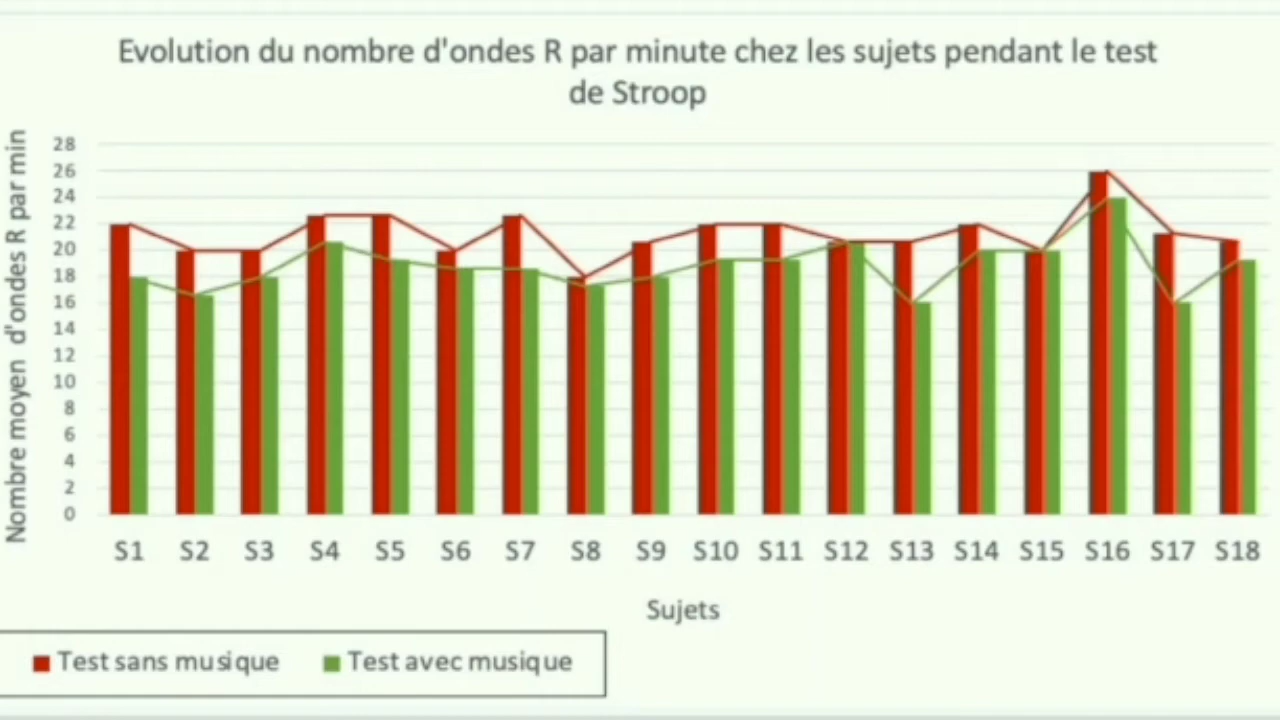 Evolution du nombre d'ondes R par minute chez les sujets pendant le test
de Stroop
Nombre moyen d'ondes R par min
28
26
24
22
20
18
16
14
12
10
8
6
4
2
0
S1 S2 S3 S4 S5 S6 S7 S8 S9 S10 S11 S12 S13 S14 S15 S16 S17 S18
Sujets
Test sans musique Test avec musique